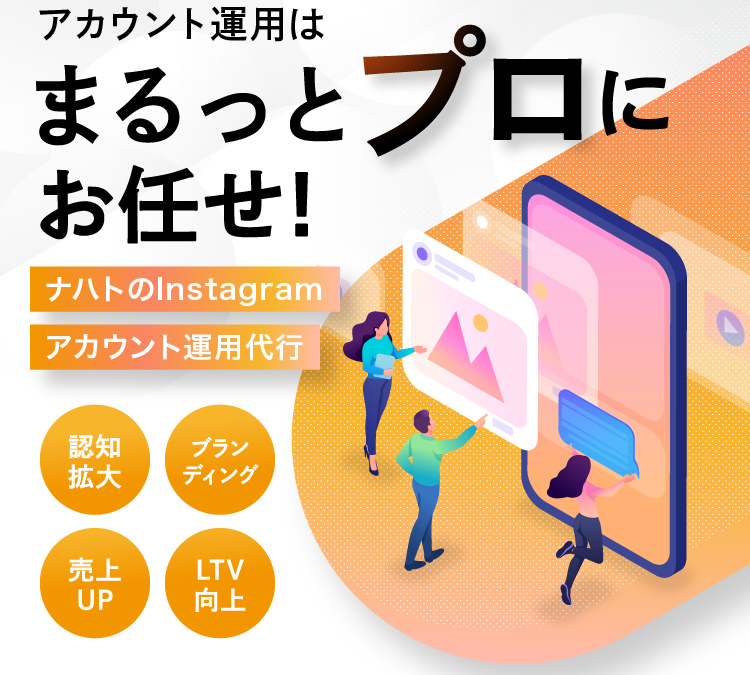 アカウント運用は
まるっとプロに
お任せ!
ナハトのInstagram
アカウント運用代行
認知
拡大
ブラン
ディング
売上
UP
LTV
向上